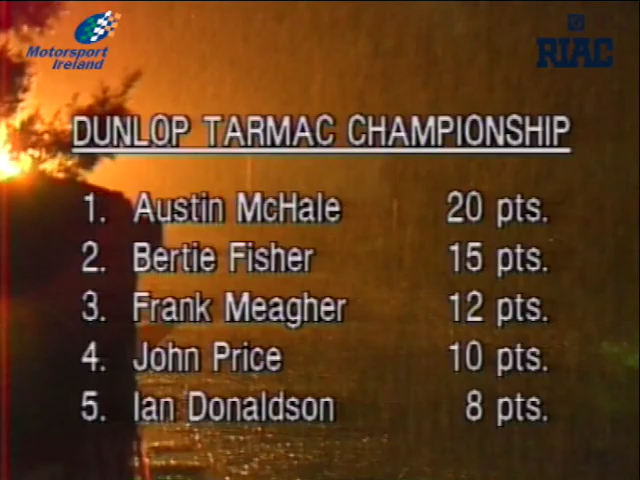 Motorsport
Ireland
RIAC
DUNLOP TARMAC CHAMPIONSHIP
1. Austin McHale 20 pts.
2. Bertie Fisher 15 pts.
3. Frank Meagher 12 pts.
4. John Price 10 pts.
5. Ian Donaldson 8 pts.